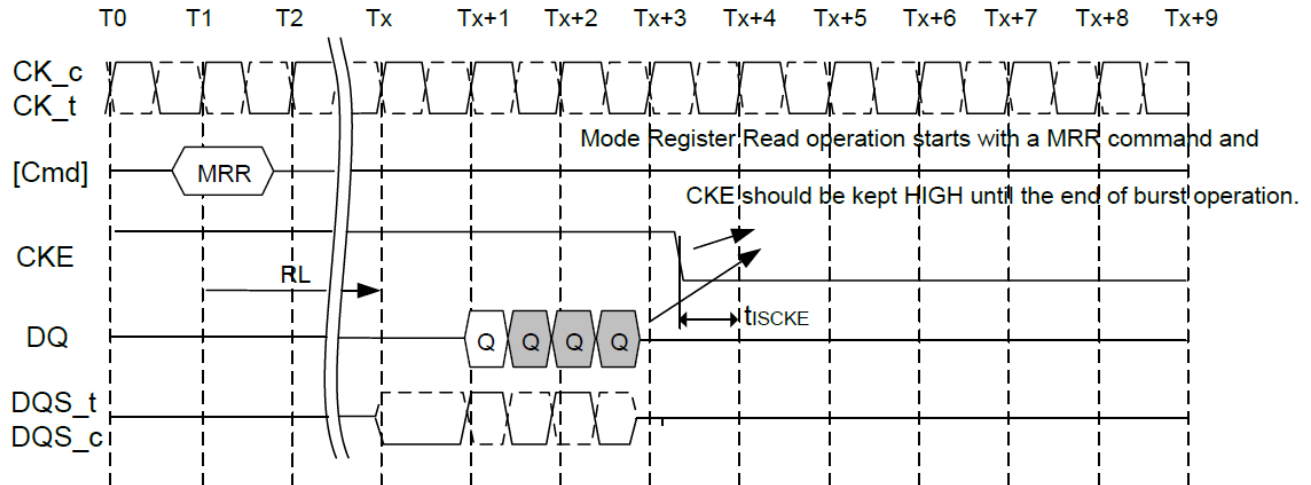 T0 T1 T2 Tx Tx+1 Tx+2 Tx+3 Tx+4 Tx+5 Tx+6 Tx+7 Tx+8 Tx+9
CK_c
CK_t
Mode Register Read operation starts with a MRR command and
[Cmd] MRR
CKE should be kept HIGH until the end of burst operation.
CKE
RL
tISCKE
DQ Q Q Q Q
DQS_t
DQS_c